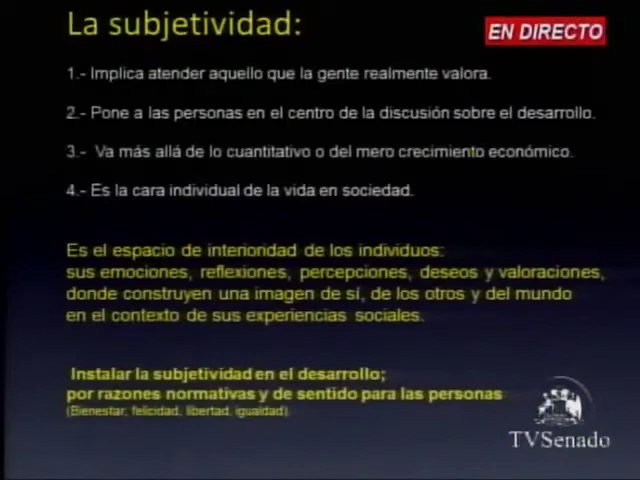 La subjetividad:
EN DIRECTO
1.- Implica atender aquello que la gente realmente valora.
2.- Pone a las personas en el centro de la discusión sobre el desarrollo.
3.- Va más allá de lo cuantitativo o del mero crecimiento económico.
4.- Es la cara individual de la vida en sociedad.
Es el espacio de interioridad de los individuos:
sus emociones, reflexiones, percepciones, deseos y valoraciones,
donde construyen una imagen de sí, de los otros y del mundo
en el contexto de sus experiencias sociales.
Instalar la subjetividad en el desarrollo;
por razones normativas y de sentido para las personas
(Bienestar, felicidad, libertad, igualdad)
TVSenado